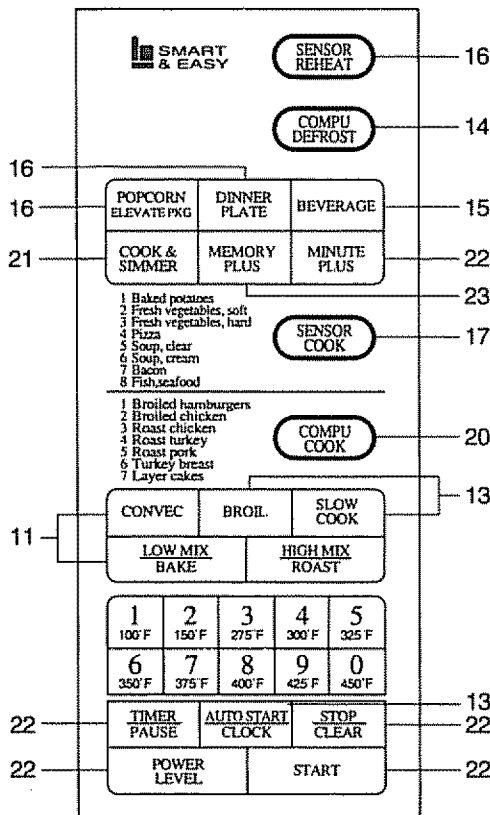 SMART
& EASY
SENSOR
REHEAT
16
COMPU
DEFROST
14
16
16
POPCORN
ELEVATE PKG
DINNER
PLATE
BEVERAGE
15
21
COOK &
SIMMER
MEMORY
PLUS
MINUTE
PLUS
22
23
1 Baked potatoes
2 Fresh vegetables, soft
3 Fresh vegetables, hard
4 Pizza
5 Soup, clear
6 Soup, cream
7 Bacon
8 Fish,seafood
SENSOR
COOK
17
1 Broiled hamburgers
2 Broiled chicken
3 Roast chicken
4 Roast turkey
5 Roast pork
6 Turkey breast
7 Layer cakes
COMPU
COOK
20
13
11
CONVEC
BROIL
SLOW
COOK
LOW MIX
BAKE
HIGH MIX
ROAST
1 2 3 4 5
100°F 150°F 275°F 300°F 325°F
6 7 8 9 0
350°F 375°F 400°F 425°F 450°F
13
22
TIMER
PAUSE
AUTO START
CLOCK
STOP
CLEAR
22
22
POWER
LEVEL
START
22